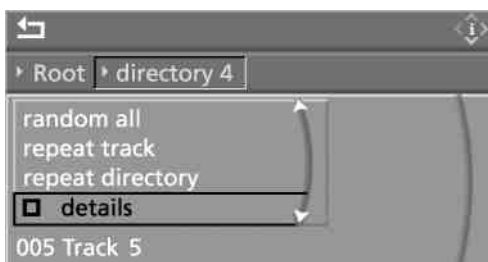 Root directory 4
random all
repeat track
repeat directory
details
005 Track 5